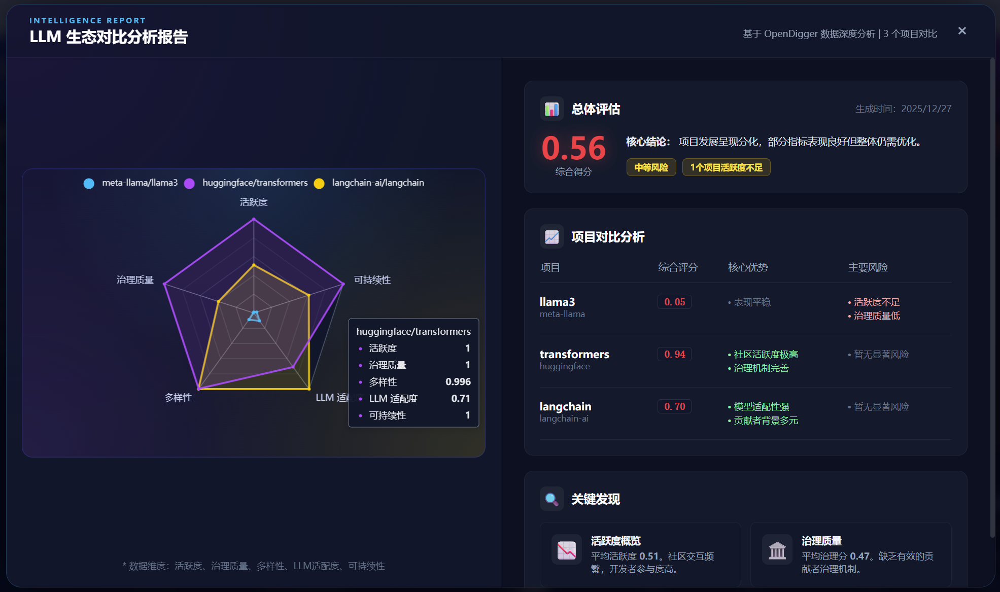 INTELLIGENCE REPORT
LLM 生态对比分析报告
基于 OpenDigger 数据深度分析 | 3 个项目对比
×
meta-llama/llama3
huggingface/transformers
langchain-ai/langchain
活跃度
治理质量
可持续性
多样性
LLM 适配
huggingface/transformers
• 活跃度 1
• 治理质量 1
• 多样性 0.996
• LLM 适配度 0.71
• 可持续性 1
* 数据维度：活跃度、治理质量、多样性、LLM适配度、可持续性
总体评估
生成时间：2025/12/27
0.56
综合得分
核心结论： 项目发展呈现分化，部分指标表现良好但整体仍需优化。
中等风险
1个项目活跃度不足
项目对比分析
项目 综合评分 核心优势 主要风险
llama3
meta-llama
0.05
• 表现平稳
• 活跃度不足
• 治理质量低
transformers
huggingface
0.94
• 社区活跃度极高
• 治理机制完善
• 暂无显著风险
langchain
langchain-ai
0.70
• 模型适配性强
• 贡献者背景多元
• 暂无显著风险
关键发现
活跃度概览
平均活跃度 0.51。社区交互频
繁，开发者参与度高。
治理质量
平均治理分 0.47。缺乏有效的贡
献者治理机制。